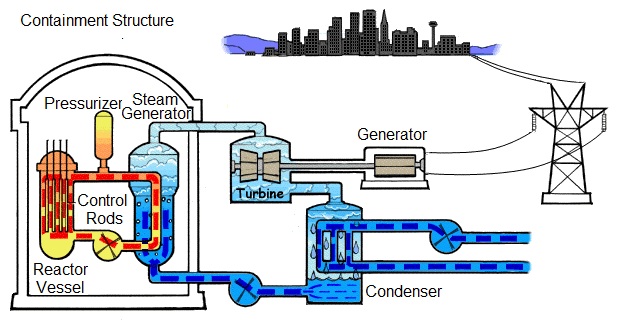 Containment Structure
Pressurizer
Steam
Generator
Generator
Control
Rods
Turbine
Reactor
Vessel
Condenser